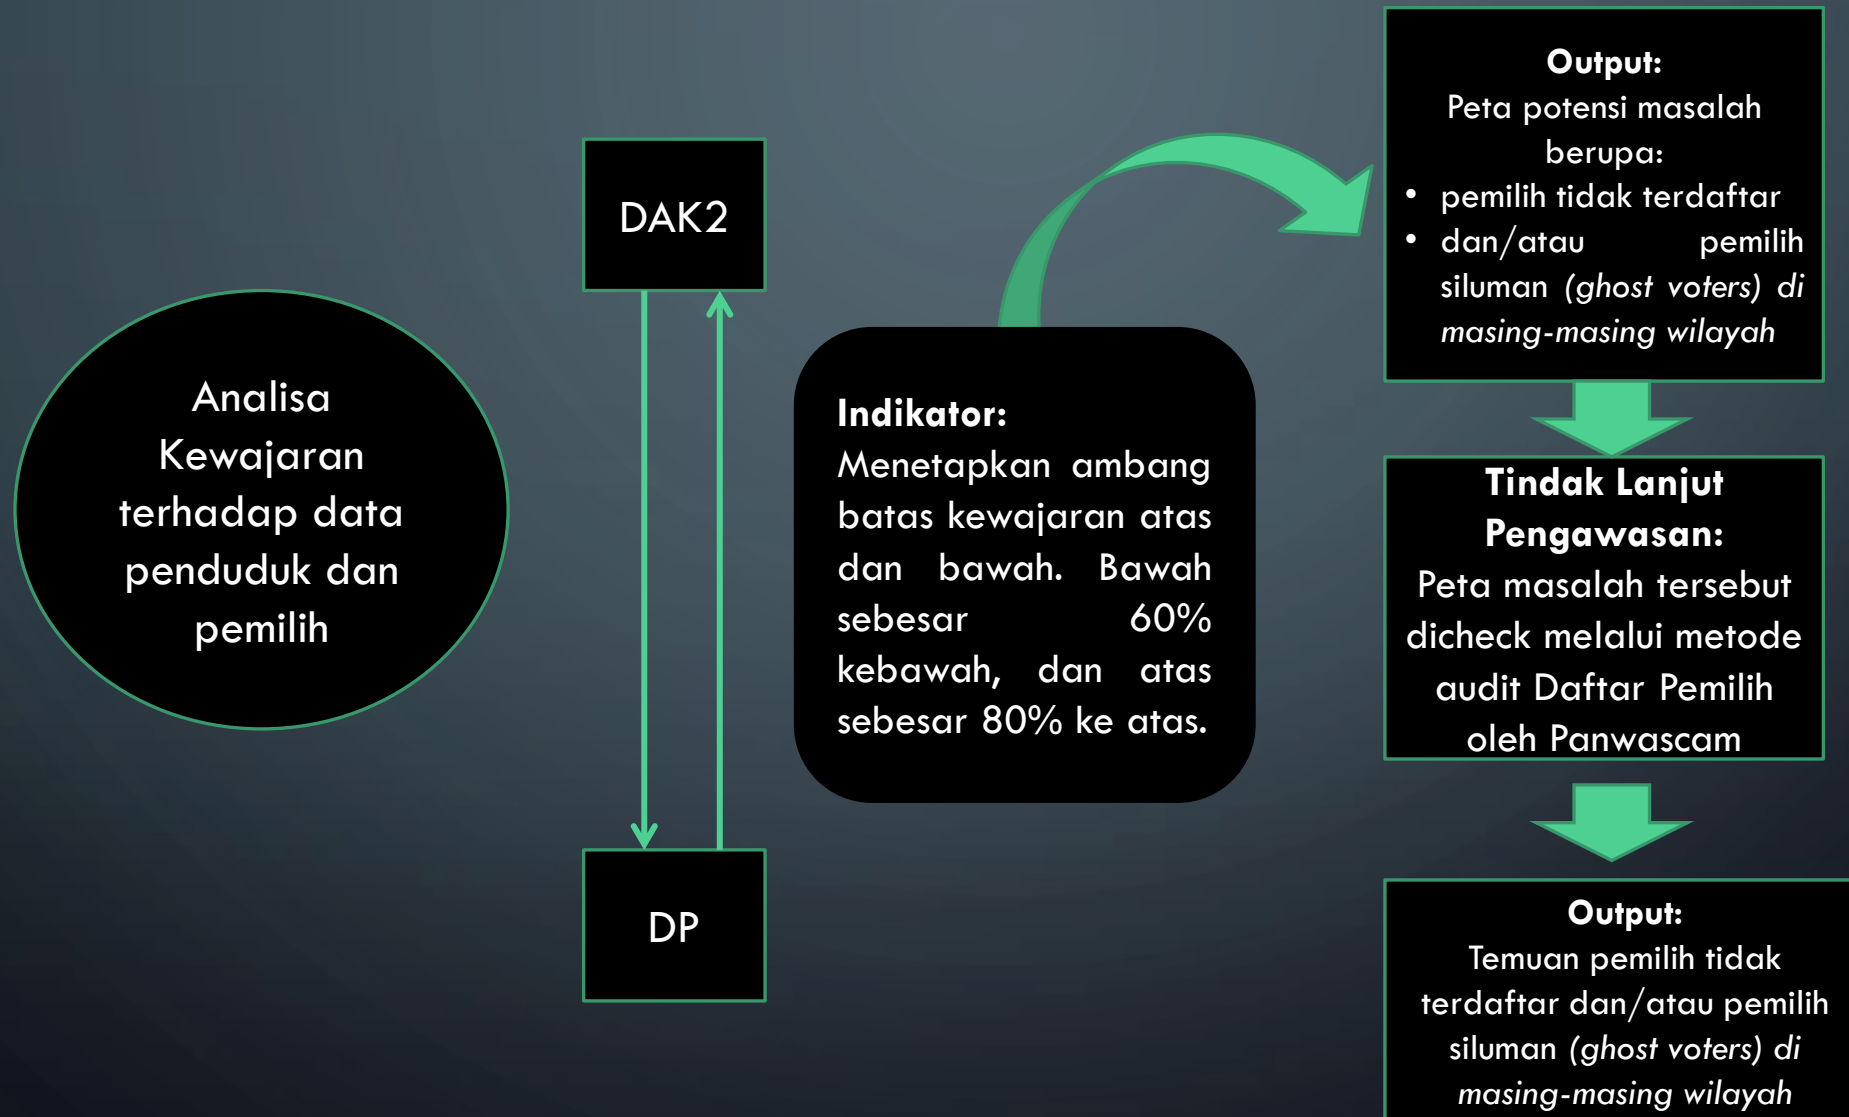 Analisa
Kewajaran
terhadap data
penduduk dan
pemilih
DAK2
DP
Indikator:
Menetapkan ambang
batas kewajaran atas
dan bawah. Bawah
sebesar 60%
kebawah, dan atas
sebesar 80% ke atas.
Output:
Peta potensi masalah
berupa:
• pemilih tidak terdaftar
• dan/atau pemilih
siluman (ghost voters) di
masing-masing wilayah
Tindak Lanjut
Pengawasan:
Peta masalah tersebut
dicheck melalui metode
audit Daftar Pemilih
oleh Panwascam
Output:
Temuan pemilih tidak
terdaftar dan/atau pemilih
siluman (ghost voters) di
masing-masing wilayah